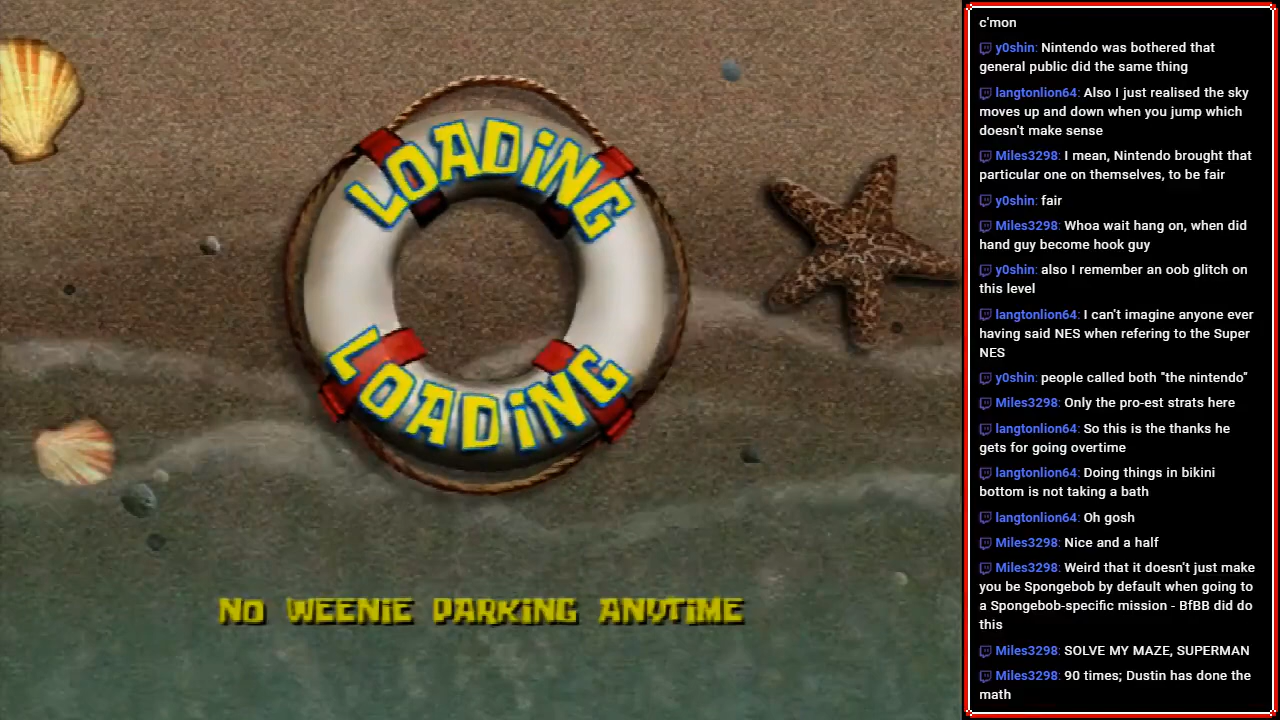 LOADING
LOADING
NO WEENIE PARKING ANYTIME
c'mon
y0shin: Nintendo was bothered that
general public did the same thing
langtonlion64: Also I just realised the sky
moves up and down when you jump which
doesn't make sense
Miles3298: I mean, Nintendo brought that
particular one on themselves, to be fair
y0shin: fair
Miles3298: Whoa wait hang on, when did
hand guy become hook guy
y0shin: also I remember an oob glitch on
this level
langtonlion64: I can't imagine anyone ever
having said NES when refering to the Super
NES
y0shin: people called both "the nintendo"
Miles3298: Only the pro-est strats here
langtonlion64: So this is the thanks he
gets for going overtime
langtonlion64: Doing things in bikini
bottom is not taking a bath
langtonlion64: Oh gosh
Miles3298: Nice and a half
Miles3298: Weird that it doesn't just make
you be Spongebob by default when going to
a Spongebob-specific mission - BfBB did do
this
Miles3298: SOLVE MY MAZE, SUPERMAN
Miles3298: 90 times; Dustin has done the
math